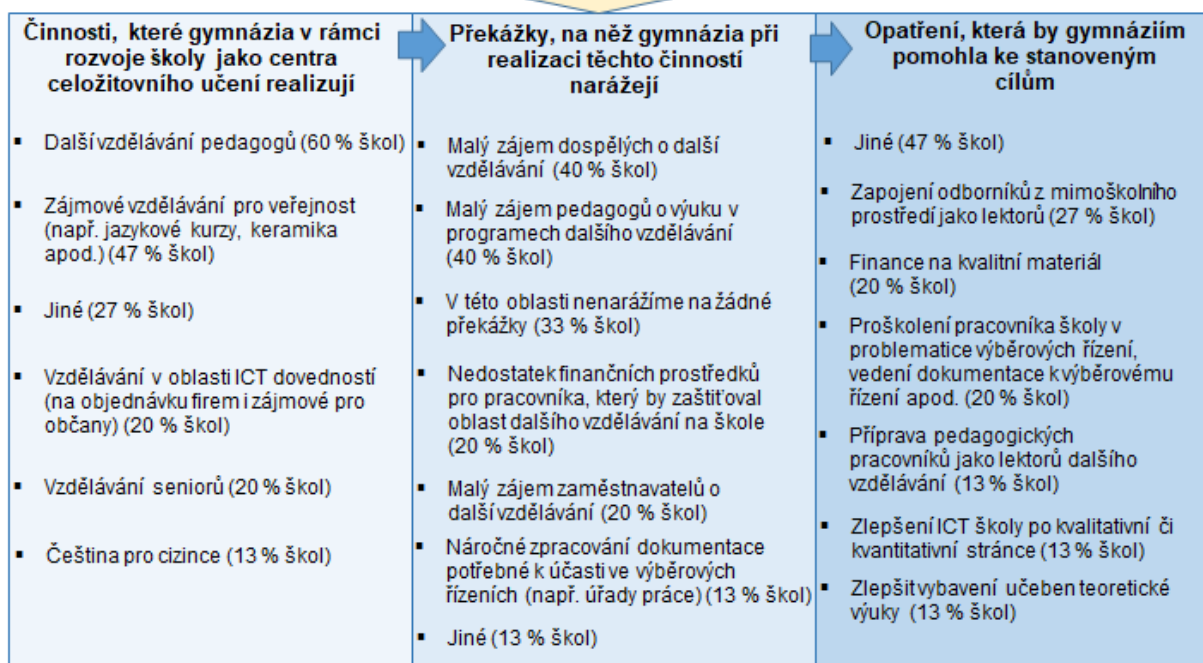 Činnosti, které gymnázia v rámci
rozvoje školy jako centra
celožitovního učení realizují
▪ Další vzdělávání pedagogů (60 % škol)
▪ Zájmové vzdělávání pro veřejnost
(např. jazykové kurzy, keramika
apod.) (47 % škol)
▪ Jiné (27 % škol)
▪ Vzdělávání v oblasti ICT dovedností
(na objednávku firem i zájmové pro
občany) (20 % škol)
▪ Vzdělávání seniorů (20 % škol)
▪ Čeština pro cizince (13 % škol)
Překážky, na něž gymnázia při
realizaci těchto činností
narážejí
▪ Malý zájem dospělých o další
vzdělávání (40 % škol)
▪ Malý zájem pedagogů o výuku v
programech dalšího vzdělávání
(40 % škol)
▪ V této oblasti nenarážíme na žádné
překážky (33 % škol)
▪ Nedostatek finančních prostředků
pro pracovníka, který by zaštiťoval
oblast dalšího vzdělávání na škole
(20 % škol)
▪ Malý zájem zaměstnavatelů o
další vzdělávání (20 % škol)
▪ Náročné zpracování dokumentace
potřebné k účasti ve výběrových
řízeních (např. úřady práce) (13 % škol)
▪ Jiné (13 % škol)
Opatření, která by gymnáziím
pomohla ke stanoveným
cílům
▪ Jiné (47 % škol)
▪ Zapojení odborníků z mimoškolního
prostředí jako lektorů (27 % škol)
▪ Finance na kvalitní materiál
(20 % škol)
▪ Proškolení pracovníka školy v
problematice výběrových řízení,
vedení dokumentace k výběrovému
řízení apod. (20 % škol)
▪ Příprava pedagogických
pracovníků jako lektorů dalšího
vzdělávání (13 % škol)
▪ Zlepšení ICT školy po kvalitativní či
kvantitativní stránce (13 % škol)
▪ Zlepšit vybavení učeben teoretické
výuky (13 % škol)